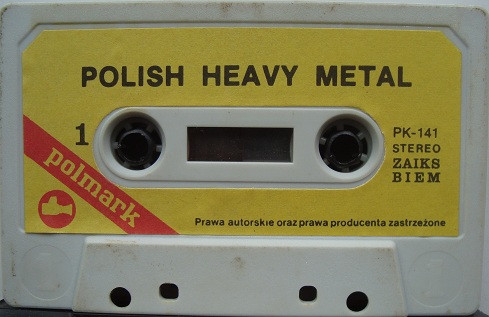 POLISH HEAVY METAL
1
PK-141
STEREO
ZAIKS
BIEM
polmark
Prawa autorskie oraz prawa producenta zastrzeżone